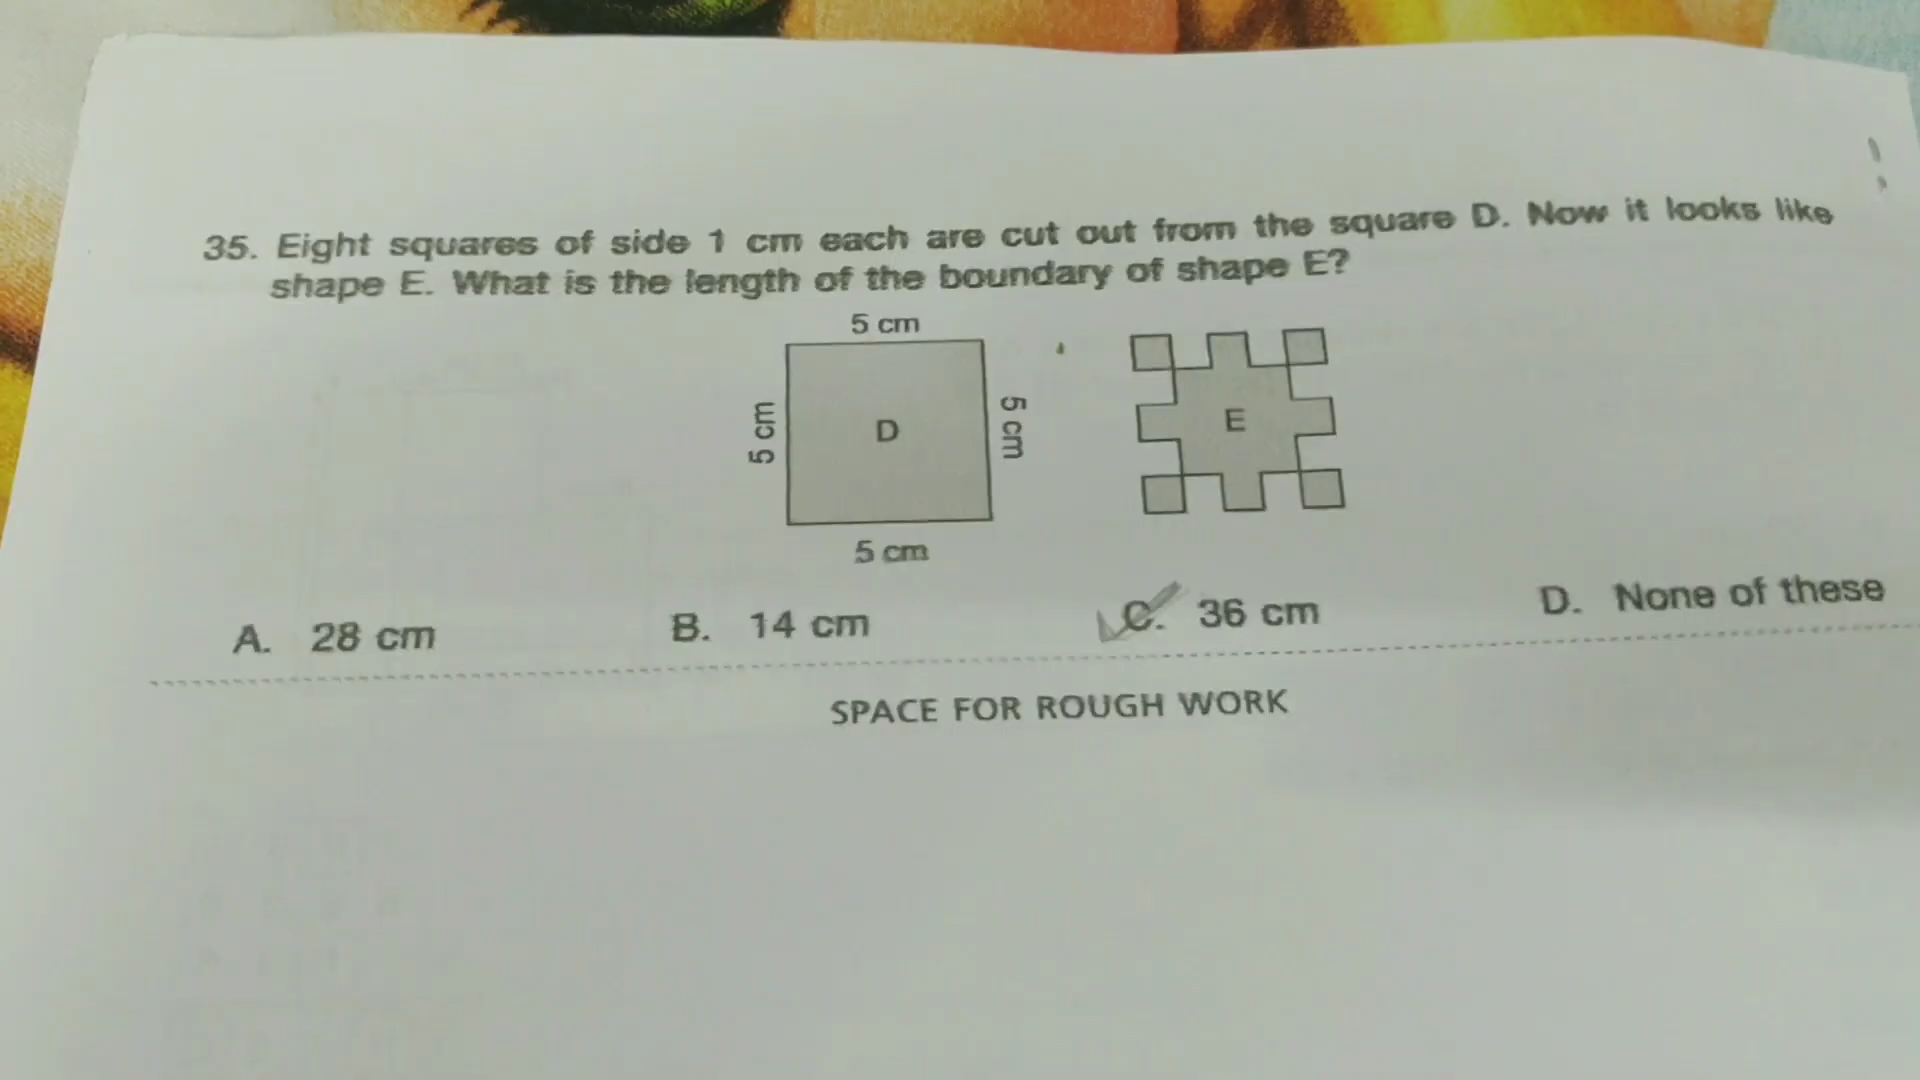 35. Eight squares of side 1 cm each are cut out from the square D. Now it looks like
shape E. What is the length of the boundary of shape E?
5 cm
5 cm
D
5 cm
E
5 cm
A. 28 cm
B. 14 cm
C. 36 cm
D. None of these
SPACE FOR ROUGH WORK